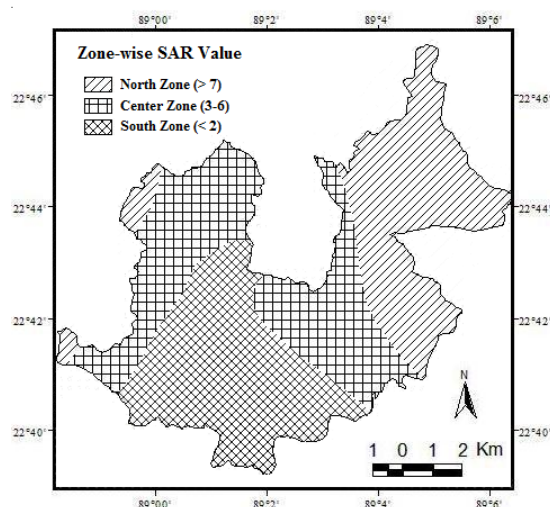 89°0' 89°2' 89°4' 89°6'
Zone-wise SAR Value
North Zone (> 7)
Center Zone (3-6)
South Zone (< 2)
22°46' 22°46'
22°44' 22°44'
22°42' 22°42'
22°40' 22°40'
N
1 0 1 2 Km
89°0' 89°2' 89°4' 89°6'